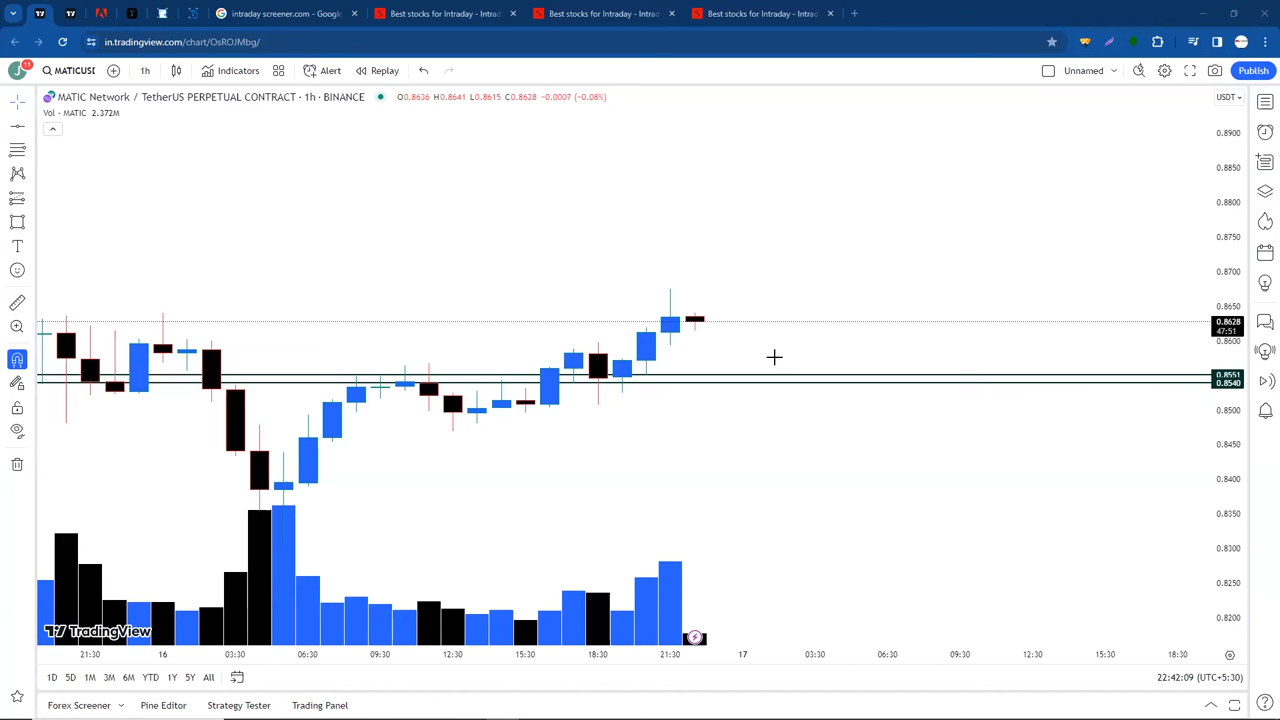 intraday screener.com - Google
Best stocks for Intraday - Intrad
Best stocks for Intraday - Intrad
Best stocks for Intraday - Intrad
in.tradingview.com/chart/OsROJMbg/
J 11 MATICUSI 1h Indicators Alert Replay Unnamed Publish
MATIC Network / TetherUS PERPETUAL CONTRACT · 1h · BINANCE O0.8636 H0.8641 L0.8615 C0.8628 −0.0007 (−0.08%) USDT
Vol · MATIC 2.372M
0.8900
0.8850
0.8800
0.8750
0.8700
0.8650
0.8628
47:51
0.8600
0.8551
0.8540
0.8500
0.8450
0.8400
0.8350
0.8300
0.8250
0.8200
TradingView
21:30 16 03:30 06:30 09:30 12:30 15:30 18:30 21:30 17 03:30 06:30 09:30 12:30 15:30 18:30
1D 5D 1M 3M 6M YTD 1Y 5Y All 22:42:09 (UTC+5:30)
Forex Screener Pine Editor Strategy Tester Trading Panel